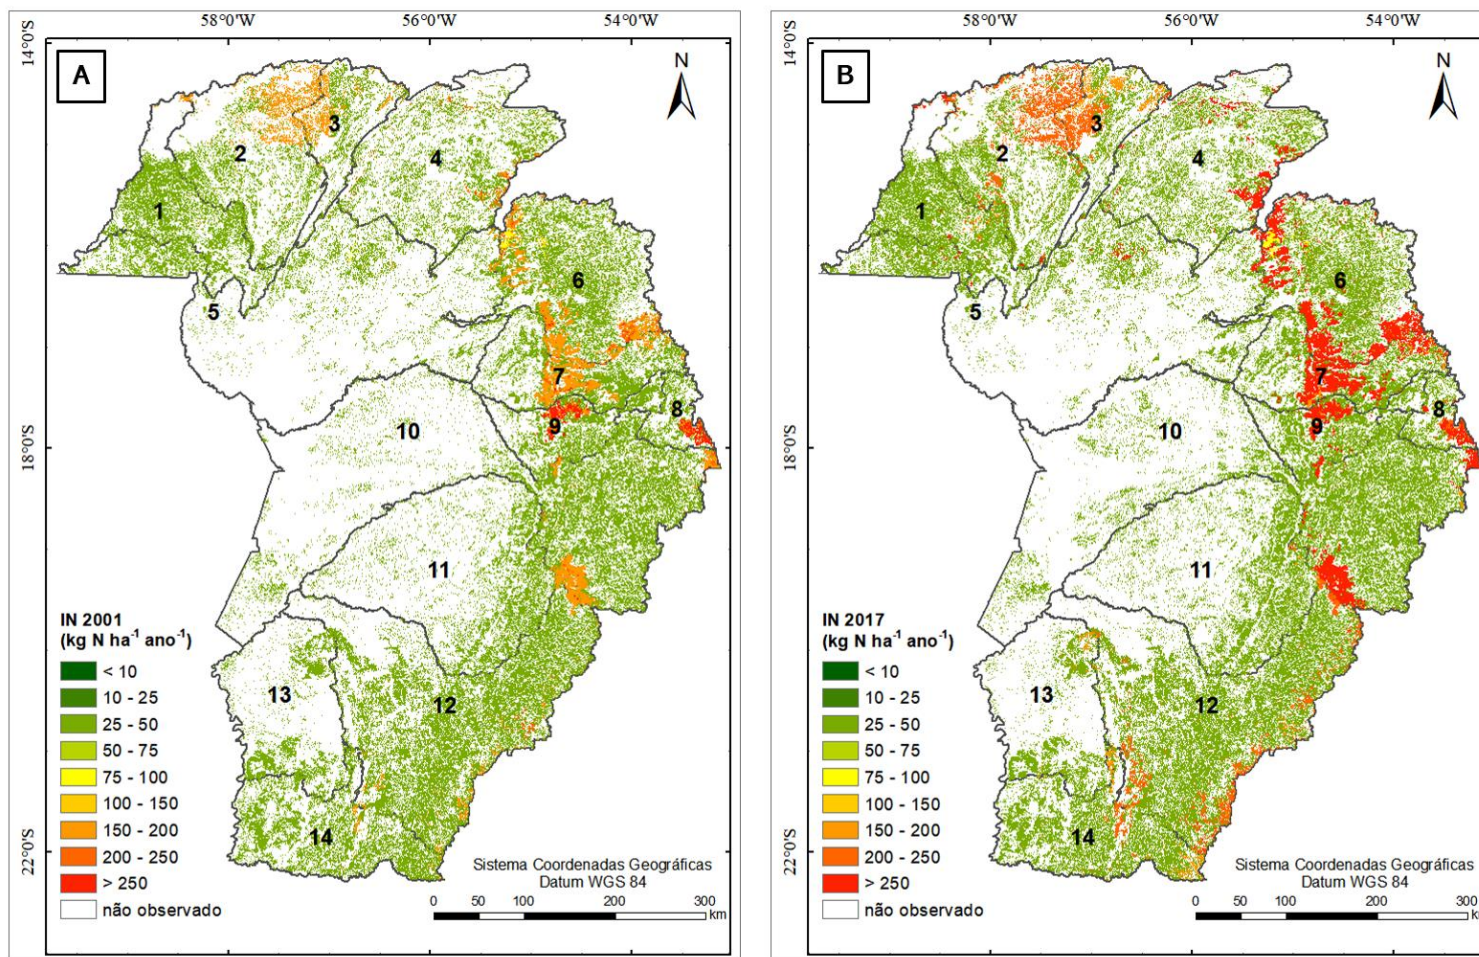 58°0'W 56°0'W 54°0'W
14°0'S
A
N
3
2
4
1
6
5
7
8
10
9
18°0'S
11
IN 2001
(kg N ha⁻¹ ano⁻¹)
< 10
10 - 25
25 - 50
50 - 75
75 - 100
100 - 150
150 - 200
200 - 250
> 250
não observado
13
12
14
22°0'S
Sistema Coordenadas Geográficas
Datum WGS 84
0 50 100 200 300
km
58°0'W 56°0'W 54°0'W
14°0'S
B
N
3
2
4
1
6
5
7
8
10
9
18°0'S
11
IN 2017
(kg N ha⁻¹ ano⁻¹)
< 10
10 - 25
25 - 50
50 - 75
75 - 100
100 - 150
150 - 200
200 - 250
> 250
não observado
13
12
14
22°0'S
Sistema Coordenadas Geográficas
Datum WGS 84
0 50 100 200 300